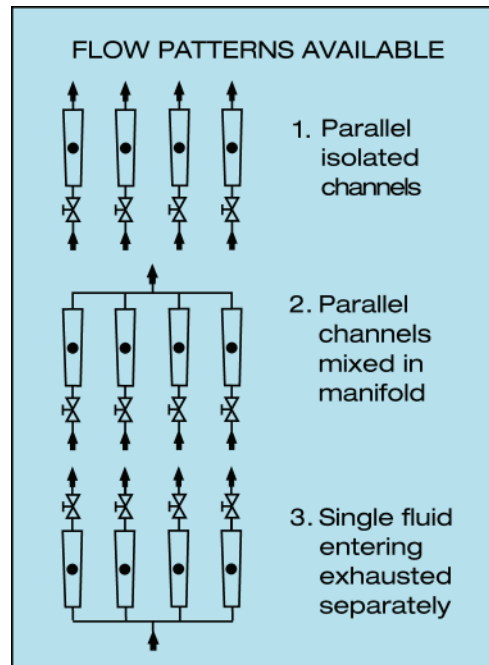 FLOW PATTERNS AVAILABLE
1. Parallel
isolated
channels
2. Parallel
channels
mixed in
manifold
3. Single fluid
entering
exhausted
separately